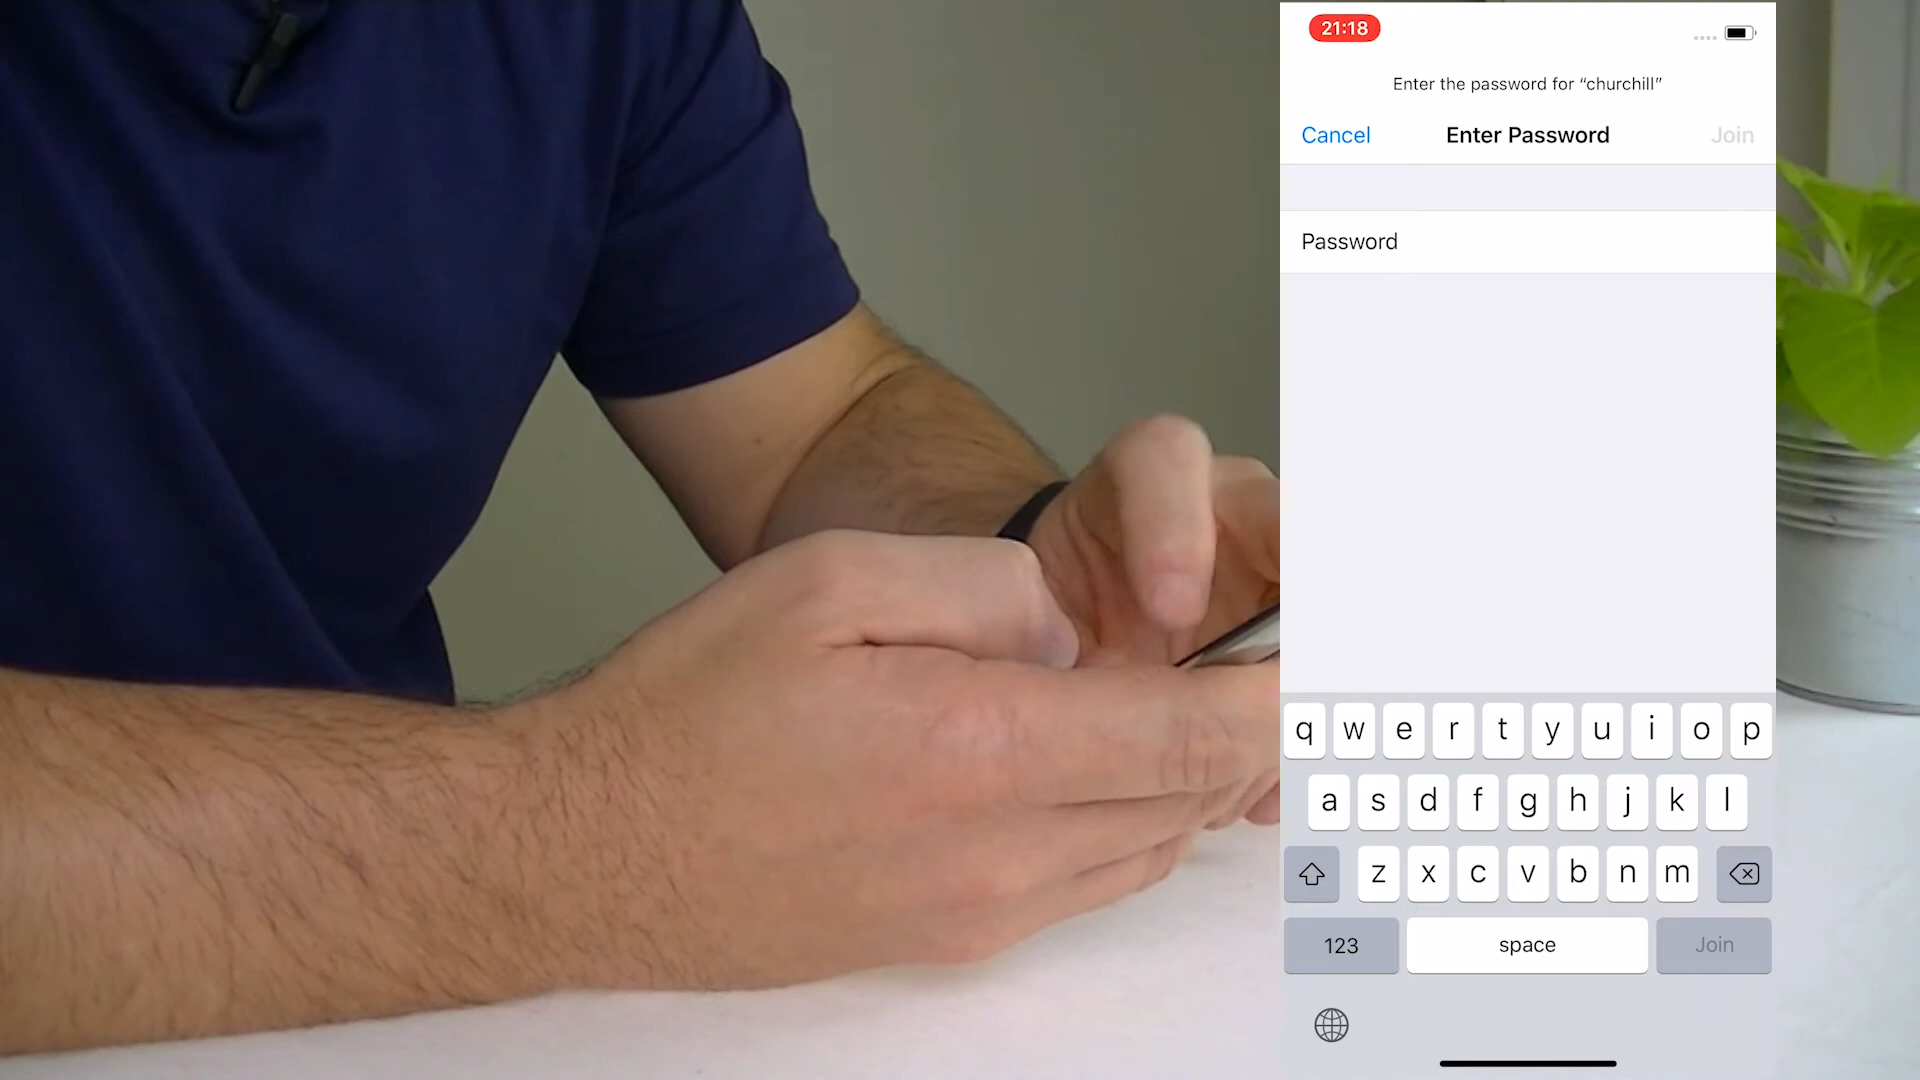 21:18
Enter the password for “churchill”
Cancel Enter Password Join
Password
q w e r t y u i o p
a s d f g h j k l
z x c v b n m
123 space Join